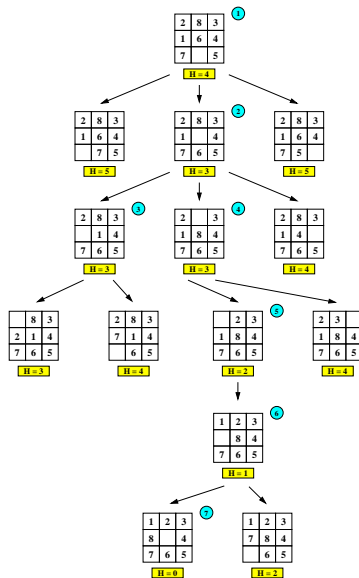 1
2 8 3
1 6 4
7 5
H = 4
2
2 8 3
1 6 4
7 5
H = 5
2 8 3
1 4
7 6 5
H = 3
2 8 3
1 6 4
7 5
H = 5
3
4
2 8 3
1 4
7 6 5
H = 3
2 3
1 8 4
7 6 5
H = 3
2 8 3
1 4
7 6 5
H = 4
5
8 3
2 1 4
7 6 5
H = 3
2 8 3
7 1 4
6 5
H = 4
2 3
1 8 4
7 6 5
H = 2
2 3
1 8 4
7 6 5
H = 4
6
1 2 3
8 4
7 6 5
H = 1
7
1 2 3
8 4
7 6 5
H = 0
1 2 3
7 8 4
6 5
H = 2